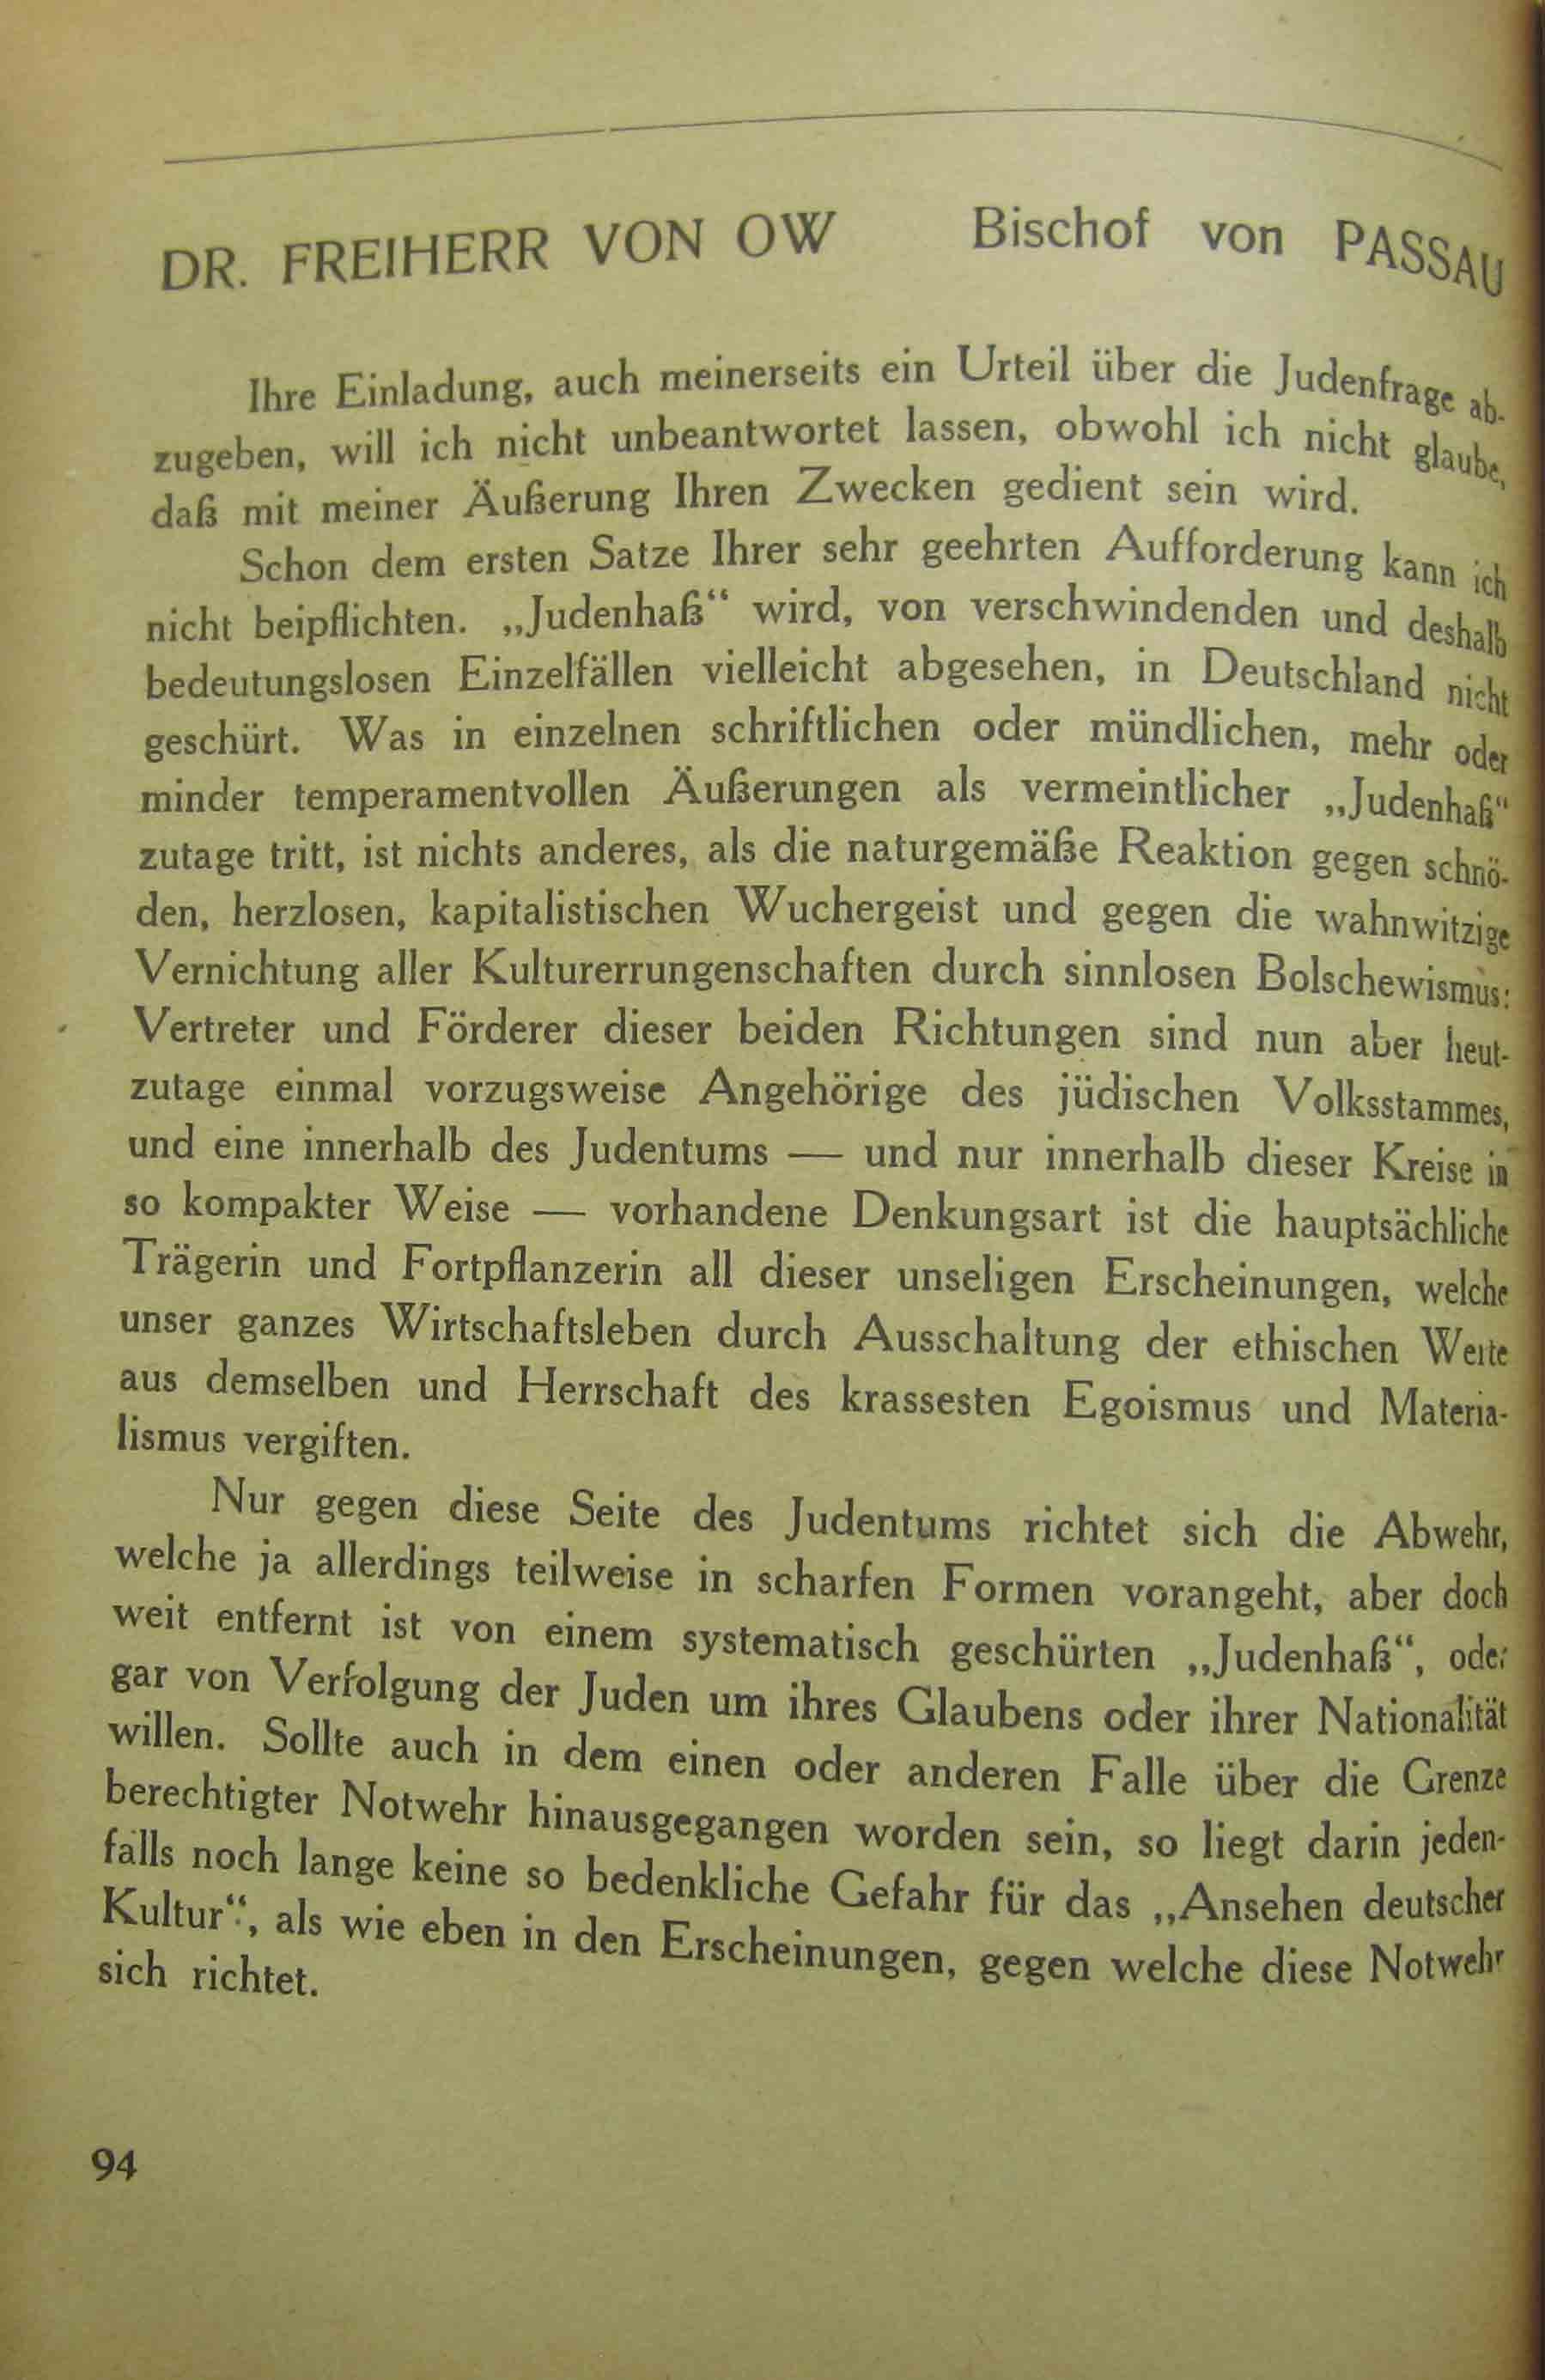 DR. FREIHERR VON OW Bischof von PASSAU
Ihre Einladung, auch meinerseits ein Urteil über die Judenfrage ab-
zugeben, will ich nicht unbeantwortet lassen, obwohl ich nicht glaube,
daß mit meiner Äußerung Ihren Zwecken gedient sein wird.
Schon dem ersten Satze Ihrer sehr geehrten Aufforderung kann ich
nicht beipflichten. „Judenhaß“ wird, von verschwindenden und deshalb
bedeutungslosen Einzelfällen vielleicht abgesehen, in Deutschland nicht
geschürt. Was in einzelnen schriftlichen oder mündlichen, mehr oder
minder temperamentvollen Äußerungen als vermeintlicher „Judenhaß“
zutage tritt, ist nichts anderes, als die naturgemäße Reaktion gegen schnö-
den, herzlosen, kapitalistischen Wuchergeist und gegen die wahnwitzige
Vernichtung aller Kulturerrungenschaften durch sinnlosen Bolschewismus:
Vertreter und Förderer dieser beiden Richtungen sind nun aber heut-
zutage einmal vorzugsweise Angehörige des jüdischen Volksstammes,
und eine innerhalb des Judentums — und nur innerhalb dieser Kreise in
so kompakter Weise — vorhandene Denkungsart ist die hauptsächliche
Trägerin und Fortpflanzerin all dieser unseligen Erscheinungen, welche
unser ganzes Wirtschaftsleben durch Ausschaltung der ethischen Werte
aus demselben und Herrschaft des krassesten Egoismus und Materia-
lismus vergiften.
Nur gegen diese Seite des Judentums richtet sich die Abwehr,
welche ja allerdings teilweise in scharfen Formen vorangeht, aber doch
weit entfernt ist von einem systematisch geschürten „Judenhaß“, oder
gar von Verfolgung der Juden um ihres Glaubens oder ihrer Nationalität
willen. Sollte auch in dem einen oder anderen Falle über die Grenze
berechtigter Notwehr hinausgegangen worden sein, so liegt darin jeden-
falls noch lange keine so bedenkliche Gefahr für das „Ansehen deutscher
Kultur“, als wie eben in den Erscheinungen, gegen welche diese Notwehr
sich richtet.
94